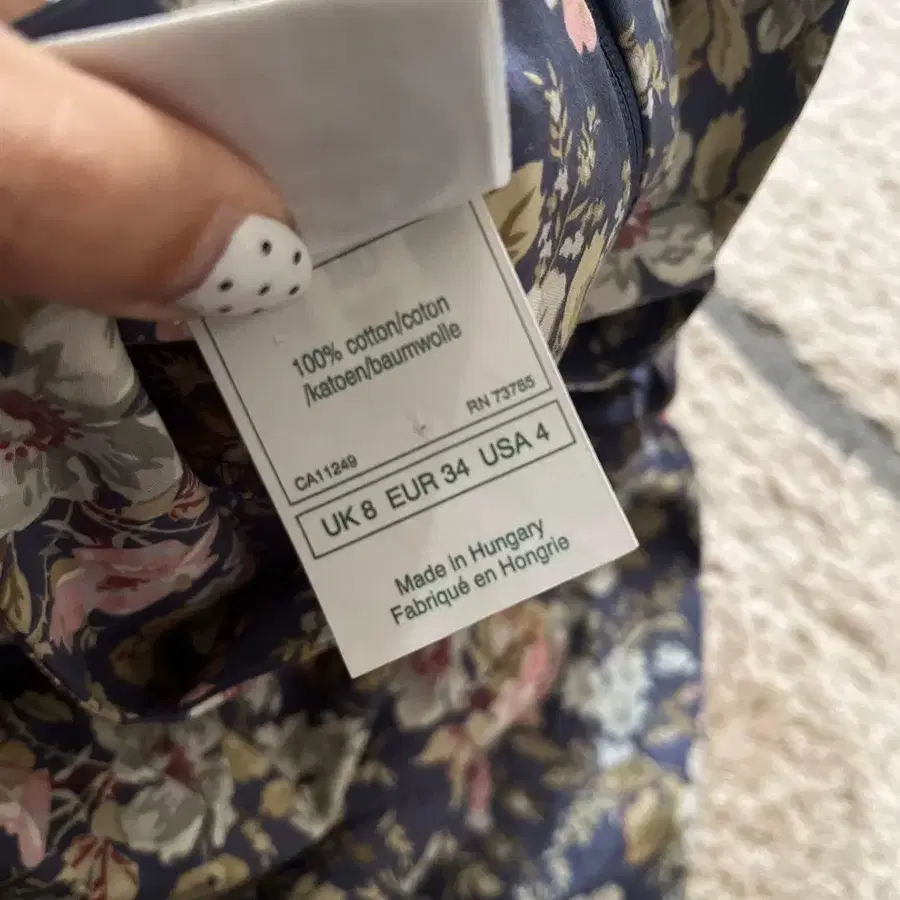 100% cotton/coton
/katoen/baumwolle
CA11249 RN 73785
UK 8 EUR 34 USA 4
Made in Hungary
Fabriqué en Hongrie